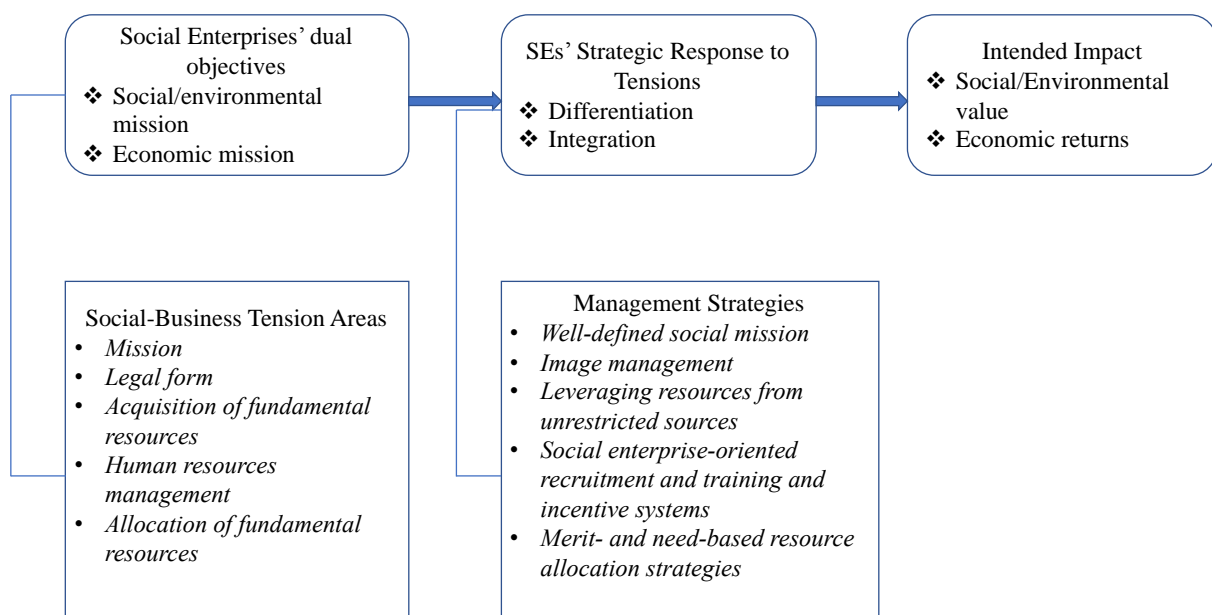 Social Enterprises’ dual
objectives
❖ Social/environmental
mission
❖ Economic mission
SEs’ Strategic Response to
Tensions
❖ Differentiation
❖ Integration
Intended Impact
❖ Social/Environmental
value
❖ Economic returns
Social-Business Tension Areas
• Mission
• Legal form
• Acquisition of fundamental
resources
• Human resources
management
• Allocation of fundamental
resources
Management Strategies
• Well-defined social mission
• Image management
• Leveraging resources from
unrestricted sources
• Social enterprise-oriented
recruitment and training and
incentive systems
• Merit- and need-based resource
allocation strategies